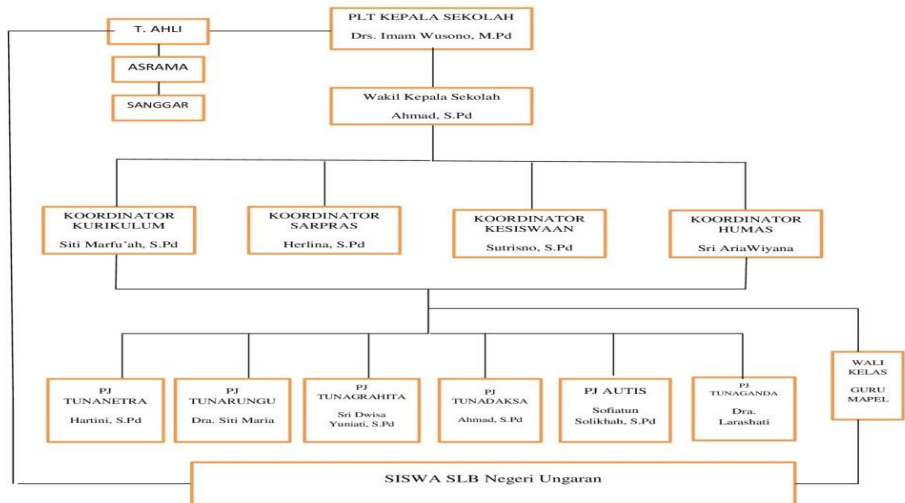 PLT KEPALA SEKOLAH
Drs. Imam Wusono, M.Pd
T. AHLI
ASRAMA
SANGGAR
Wakil Kepala Sekolah
Ahmad, S.Pd
KOORDINATOR
KURIKULUM
Siti Marfu’ah, S.Pd
KOORDINATOR
SARPRAS
Herlina, S.Pd
KOORDINATOR
KESISWAAN
Sutrisno, S.Pd
KOORDINATOR
HUMAS
Sri AriaWiyana
PJ
TUNANETRA
Hartini, S.Pd
PJ
TUNARUNGU
Dra. Siti Maria
PJ
TUNAGRAHITA
Sri Dwisa
Yuniati, S.Pd
PJ
TUNADAKSA
Ahmad, S.Pd
PJ AUTIS
Sofiatun
Solikhah, S.Pd
PJ
TUNAGANDA
Dra.
Larashati
WALI
KELAS
GURU
MAPEL
SISWA SLB Negeri Ungaran